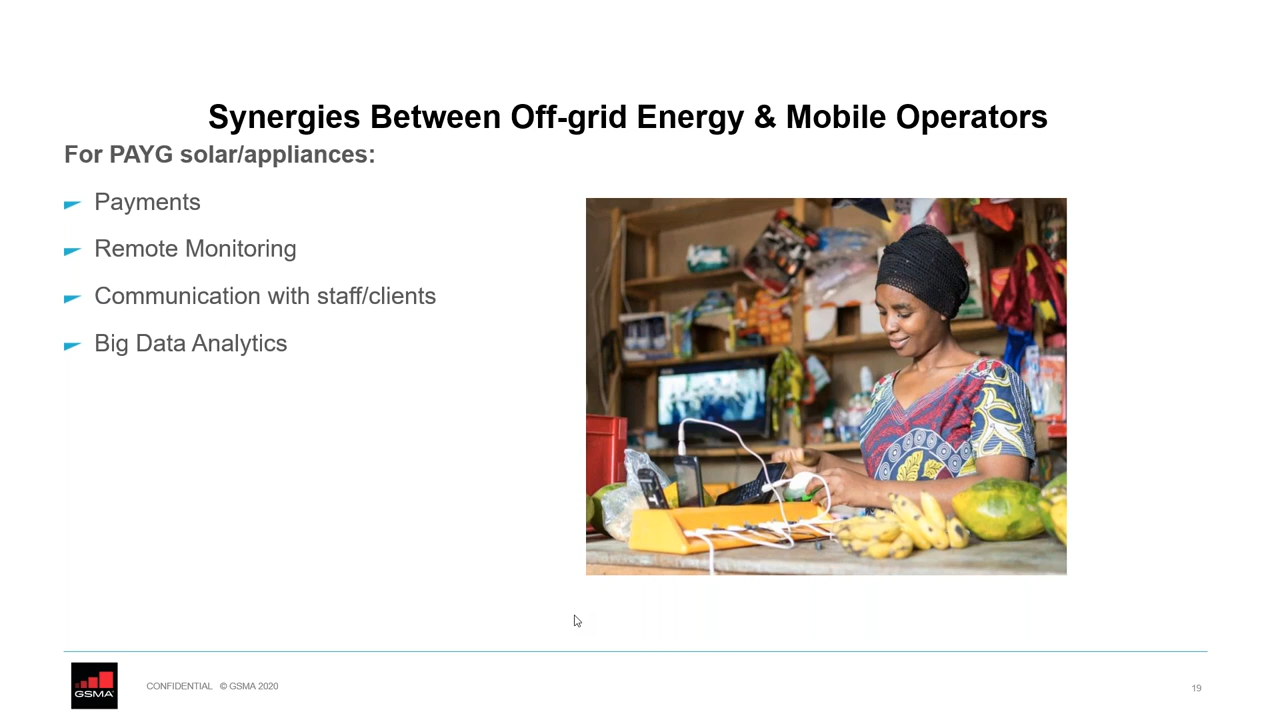 Synergies Between Off-grid Energy & Mobile Operators
For PAYG solar/appliances:
Payments
Remote Monitoring
Communication with staff/clients
Big Data Analytics
GSMA
CONFIDENTIAL © GSMA 2020
19